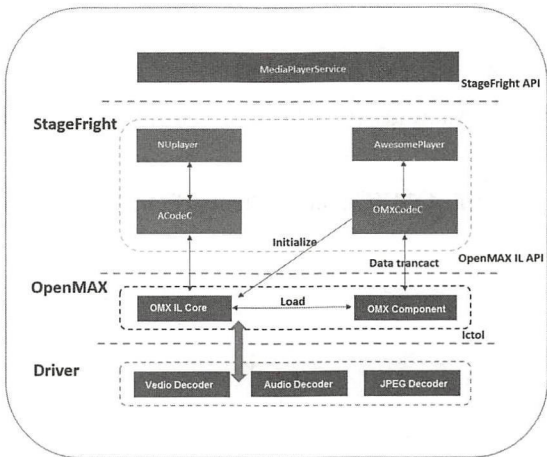 MediaPlayerService
StageFright API
StageFright
NUplayer
AwesomePlayer
ACodeC
OMXCodeC
Initialize
Data trancact
OpenMAX IL API
OpenMAX
OMX IL Core
Load
OMX Component
Ictol
Driver
Vedio Decoder
Audio Decoder
JPEG Decoder